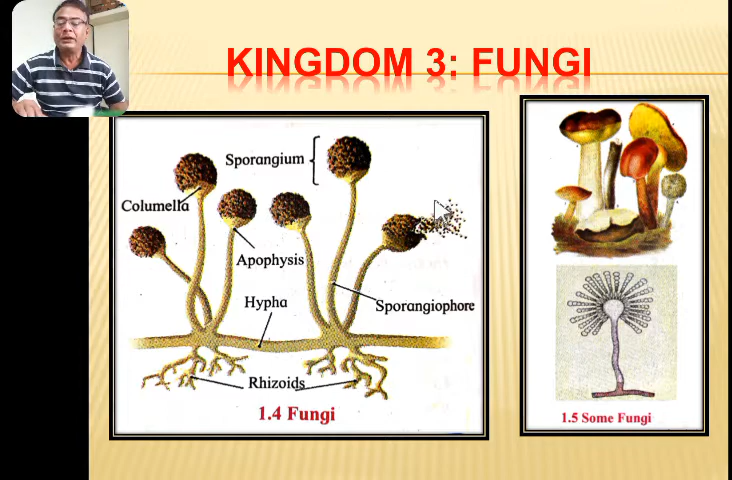 KINGDOM 3: FUNGI
Sporangium
Columella
Apophysis
Hypha
Sporangiophore
Rhizoids
1.4 Fungi
1.5 Some Fungi